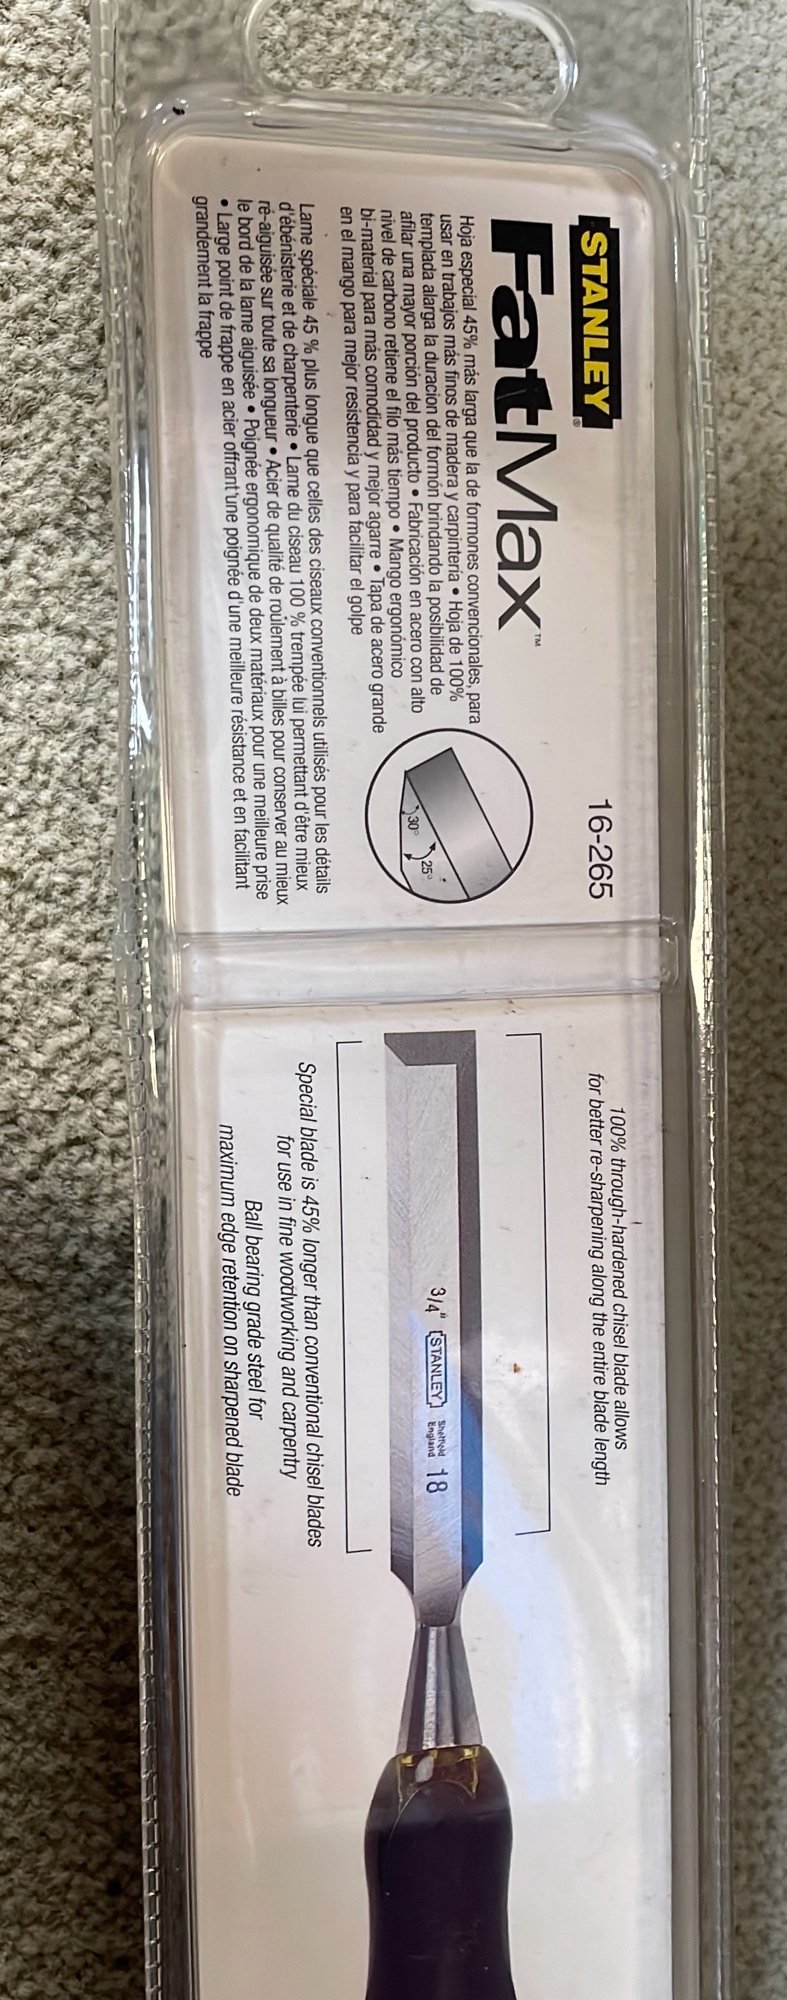 STANLEY®
FatMax™
16-265
Hoja especial 45% más larga que la de formones convencionales, para
usar en trabajos más finos de madera y carpintería • Hoja de 100%
templada alarga la duración del formón brindando la posibilidad de
afilar una mayor porción del producto • Fabricación en acero con alto
nivel de carbono retiene el filo más tiempo • Mango ergonómico
bi-material para más comodidad y mejor agarre • Tapa de acero grande
en el mango para mejor resistencia y para facilitar el golpe
Lame spéciale 45 % plus longue que celles des ciseaux conventionnels utilisés pour les détails
d'ébénisterie et de charpenterie • Lame du ciseau 100 % trempée lui permettant d'être mieux
ré-aiguisée sur toute sa longueur • Acier de qualité de roulement à billes pour conserver au mieux
le bord de la lame aiguisée • Poignée ergonomique de deux matériaux pour une meilleure prise
• Large point de frappe en acier offrant une poignée d'une meilleure résistance et en facilitant
grandement la frappe
30°
25°
100% through-hardened chisel blade allows
for better re-sharpening along the entire blade length
3/4" STANLEY Sheffield England 18
Special blade is 45% longer than conventional chisel blades
for use in fine woodworking and carpentry
Ball bearing grade steel for
maximum edge retention on sharpened blade